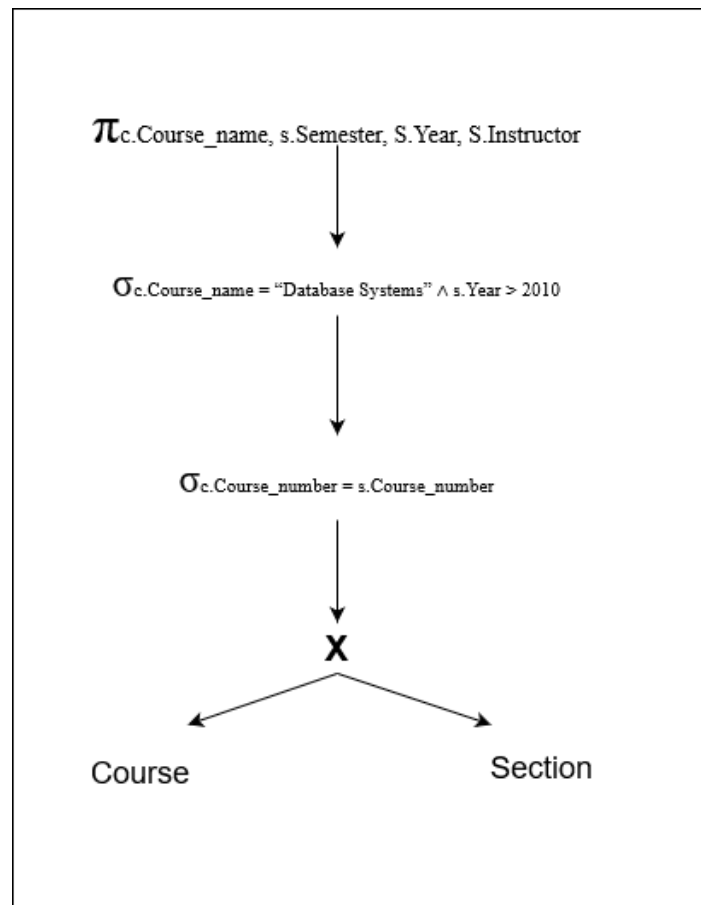 πc.Course_name, s.Semester, S.Year, S.Instructor
σc.Course_name = “Database Systems” ∧ s.Year > 2010
σc.Course_number = s.Course_number
X
Course Section